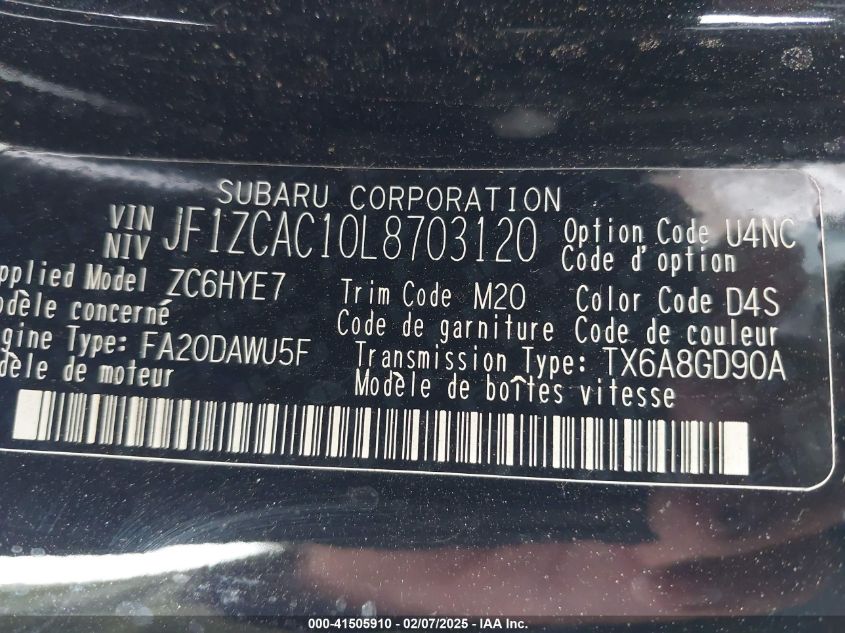 SUBARU CORPORATION
VIN
NIV JF1ZCAC10L8703120 Option Code U4NC
Code d'option
pplied Model ZC6HYE7 Trim Code M20 Color Code D4S
odèle concerné Code de garniture Code de couleur
gine Type: FA20DAWU5F Transmission Type: TX6A8GD90A
dèle de moteur Modèle de boîtes vitesse
000-41505910 - 02/07/2025 - IAA Inc.